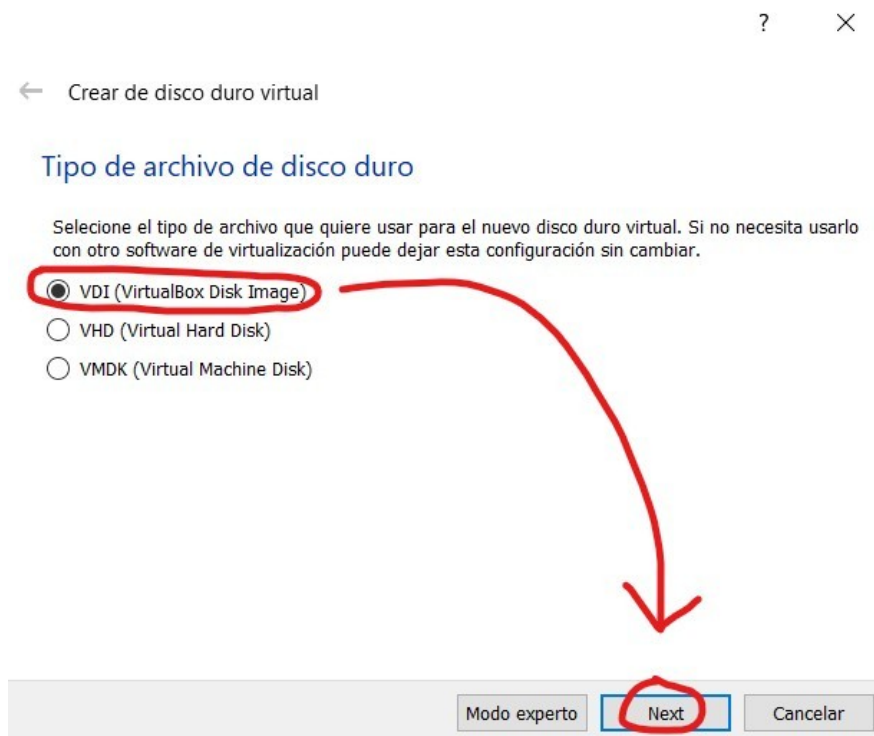 ?
Crear de disco duro virtual
Tipo de archivo de disco duro
Selecione el tipo de archivo que quiere usar para el nuevo disco duro virtual. Si no necesita usarlo
con otro software de virtualización puede dejar esta configuración sin cambiar.
VDI (VirtualBox Disk Image)
VHD (Virtual Hard Disk)
VMDK (Virtual Machine Disk)
Modo experto Next Cancelar